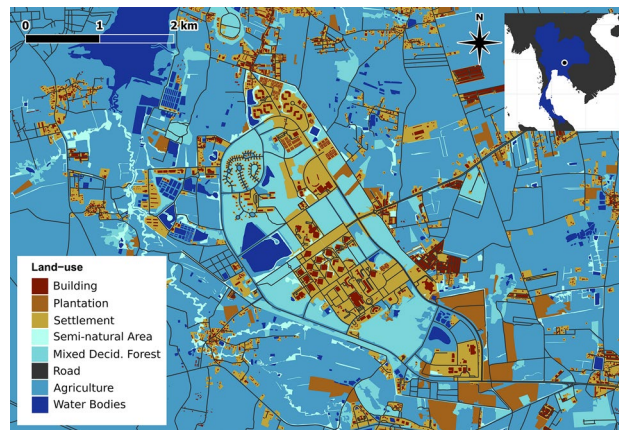 0 1 2 km
N
Land-use
Building
Plantation
Settlement
Semi-natural Area
Mixed Decid. Forest
Road
Agriculture
Water Bodies